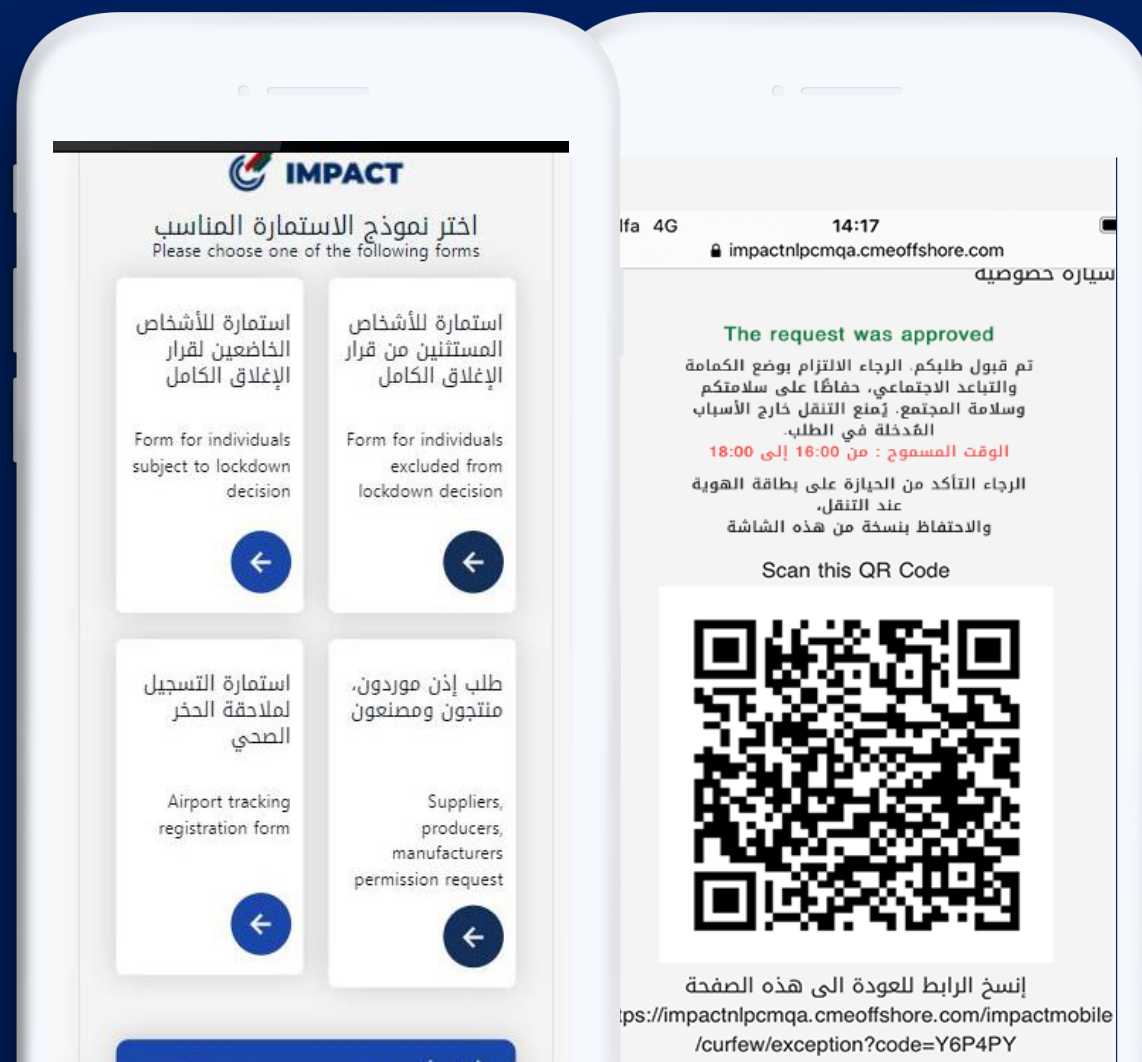 IMPACT
اختر نموذج الاستمارة المناسب
Please choose one of the following forms
استمارة للأشخاص
المستثنين من قرار
الإغلاق الكامل
Form for individuals
excluded from
lockdown decision
استمارة للأشخاص
الخاضعين لقرار
الإغلاق الكامل
Form for individuals
subject to lockdown
decision
طلب إذن موردون،
منتجون ومصنعون
Suppliers,
producers,
manufacturers
permission request
استمارة التسجيل
لملاحقة الحخر
الصحي
Airport tracking
registration form
lfa 4G 14:17
impactnlpcmqa.cmeoffshore.com
سيارة خصوصية
The request was approved
تم قبول طلبكم. الرجاء الالتزام بوضع الكمامة
والتباعد الاجتماعي، حفاظًا على سلامتكم
وسلامة المجتمع. يُمنع التنقل خارج الأسباب
المُدخلة في الطلب.
الوقت المسموح : من 16:00 إلى 18:00
الرجاء التأكد من الحيازة على بطاقة الهوية
عند التنقل،
والاحتفاظ بنسخة من هذه الشاشة
Scan this QR Code
إنسخ الرابط للعودة الى هذه الصفحة
tps://impactnlpcmqa.cmeoffshore.com/impactmobile
/curfew/exception?code=Y6P4PY